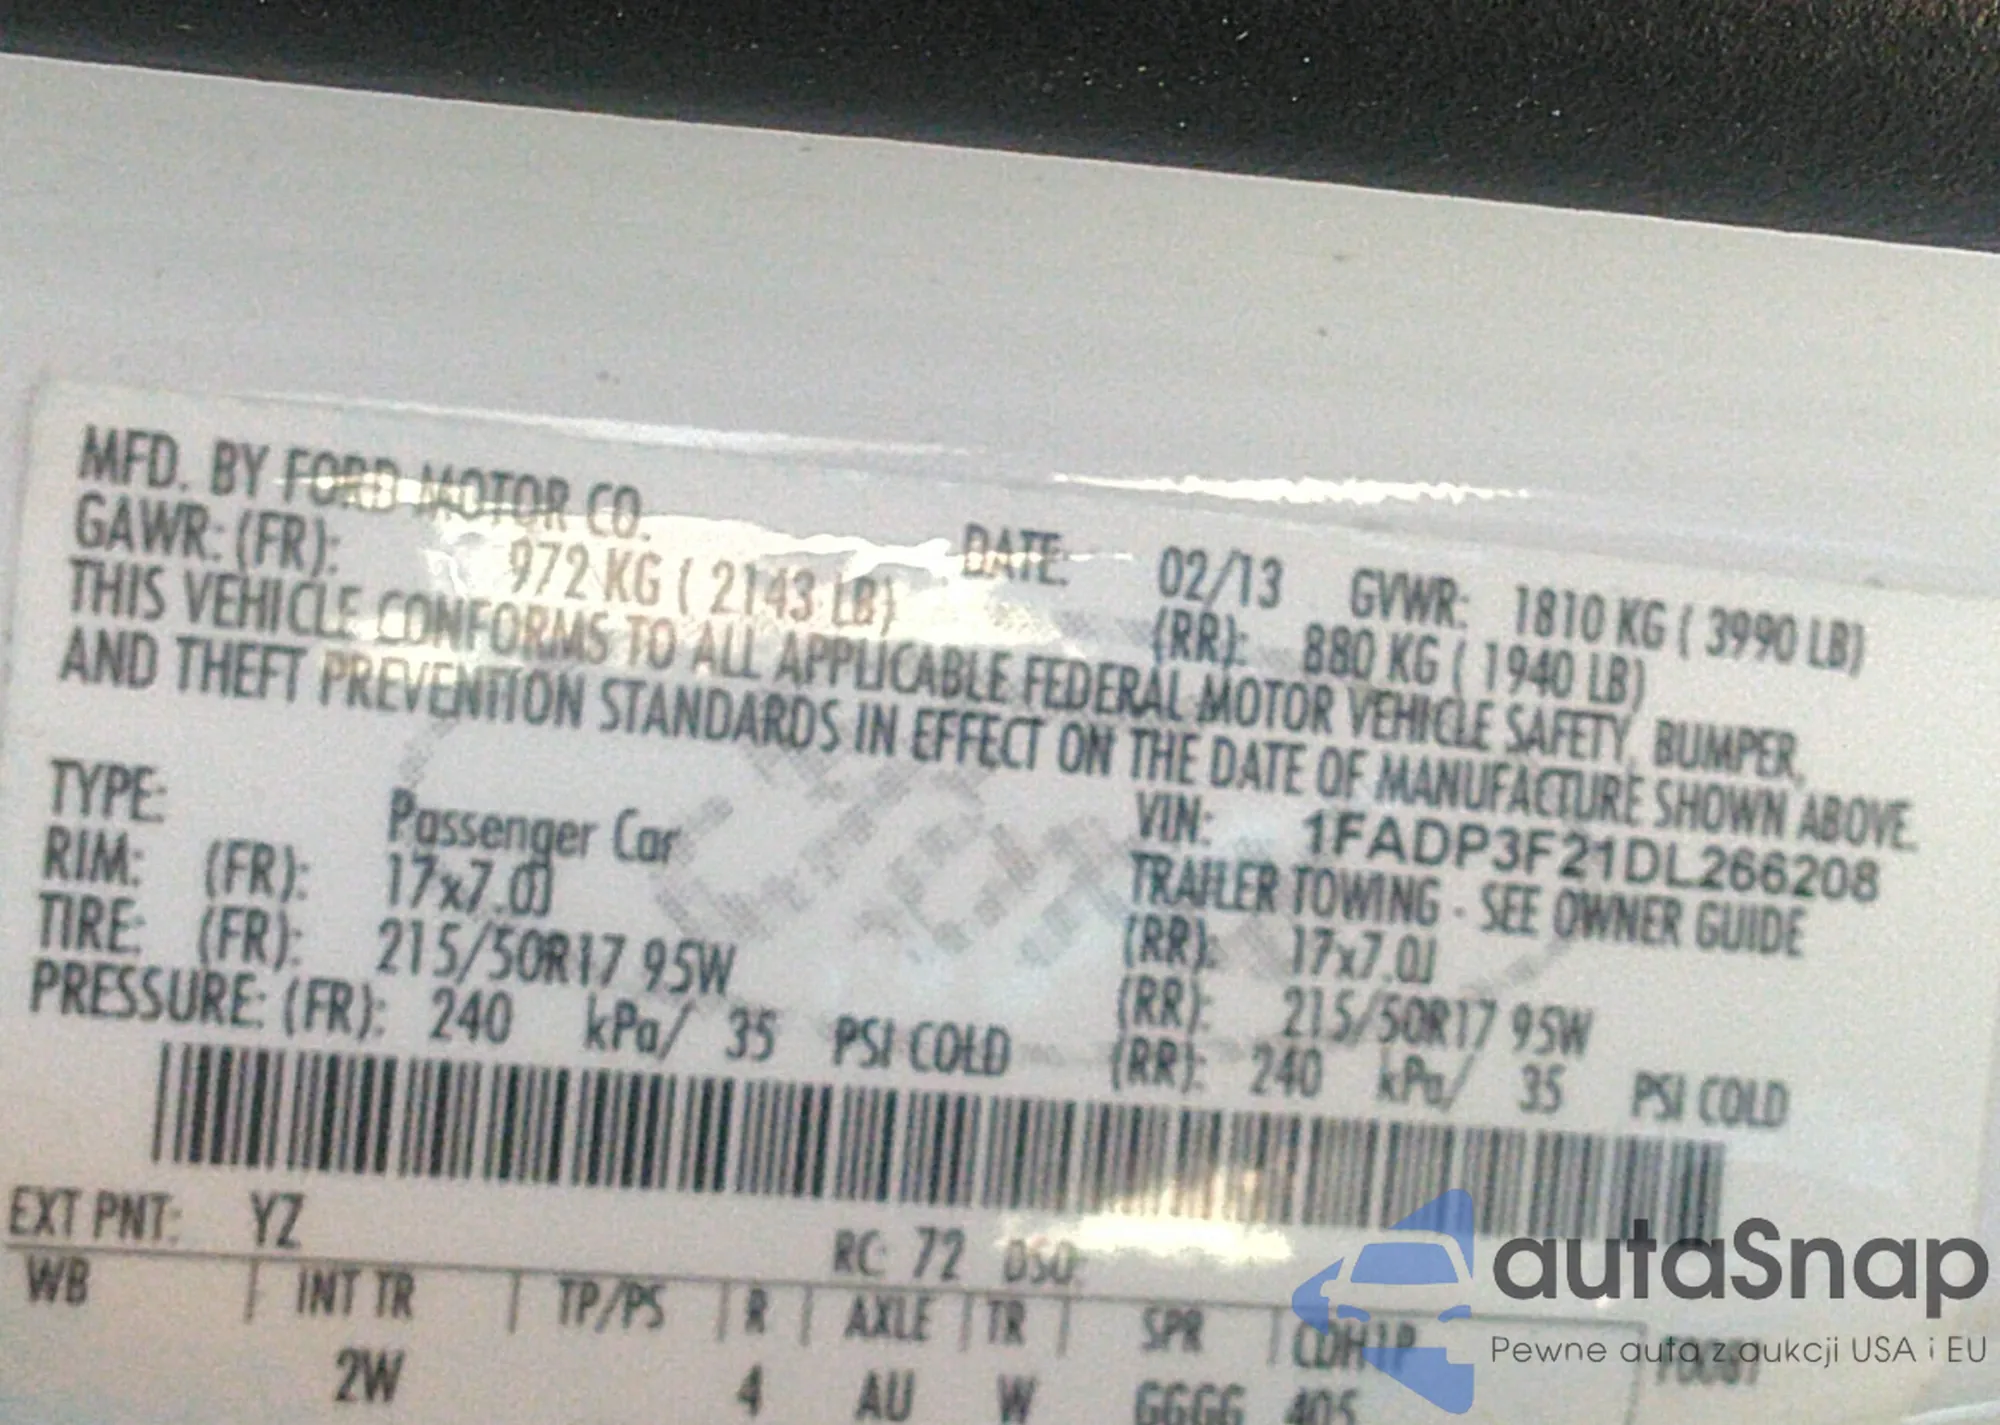 MFD. BY FORD MOTOR CO. DATE: 02/13 GVWR: 1810 KG ( 3990 LB)
GAWR: (FR): 972 KG ( 2143 LB) (RR): 880 KG ( 1940 LB)
THIS VEHICLE CONFORMS TO ALL APPLICABLE FEDERAL MOTOR VEHICLE SAFETY, BUMPER,
AND THEFT PREVENTION STANDARDS IN EFFECT ON THE DATE OF MANUFACTURE SHOWN ABOVE.
VIN: 1FADP3F21DL266208
TYPE: Passenger Car TRAILER TOWING - SEE OWNER GUIDE
RIM: (FR): 17x7.0J (RR): 17x7.0J
TIRE: (FR): 215/50R17 95W (RR): 215/50R17 95W
PRESSURE: (FR): 240 kPa/ 35 PSI COLD (RR): 240 kPa/ 35 PSI COLD
EXT PNT: YZ RC: 72 DSO:
WB | INT TR | TP/PS | R | AXLE | TR | SPR |
2W 4 AU W GGGG 405
autaSnap
Pewne auta z aukcji USA i EU